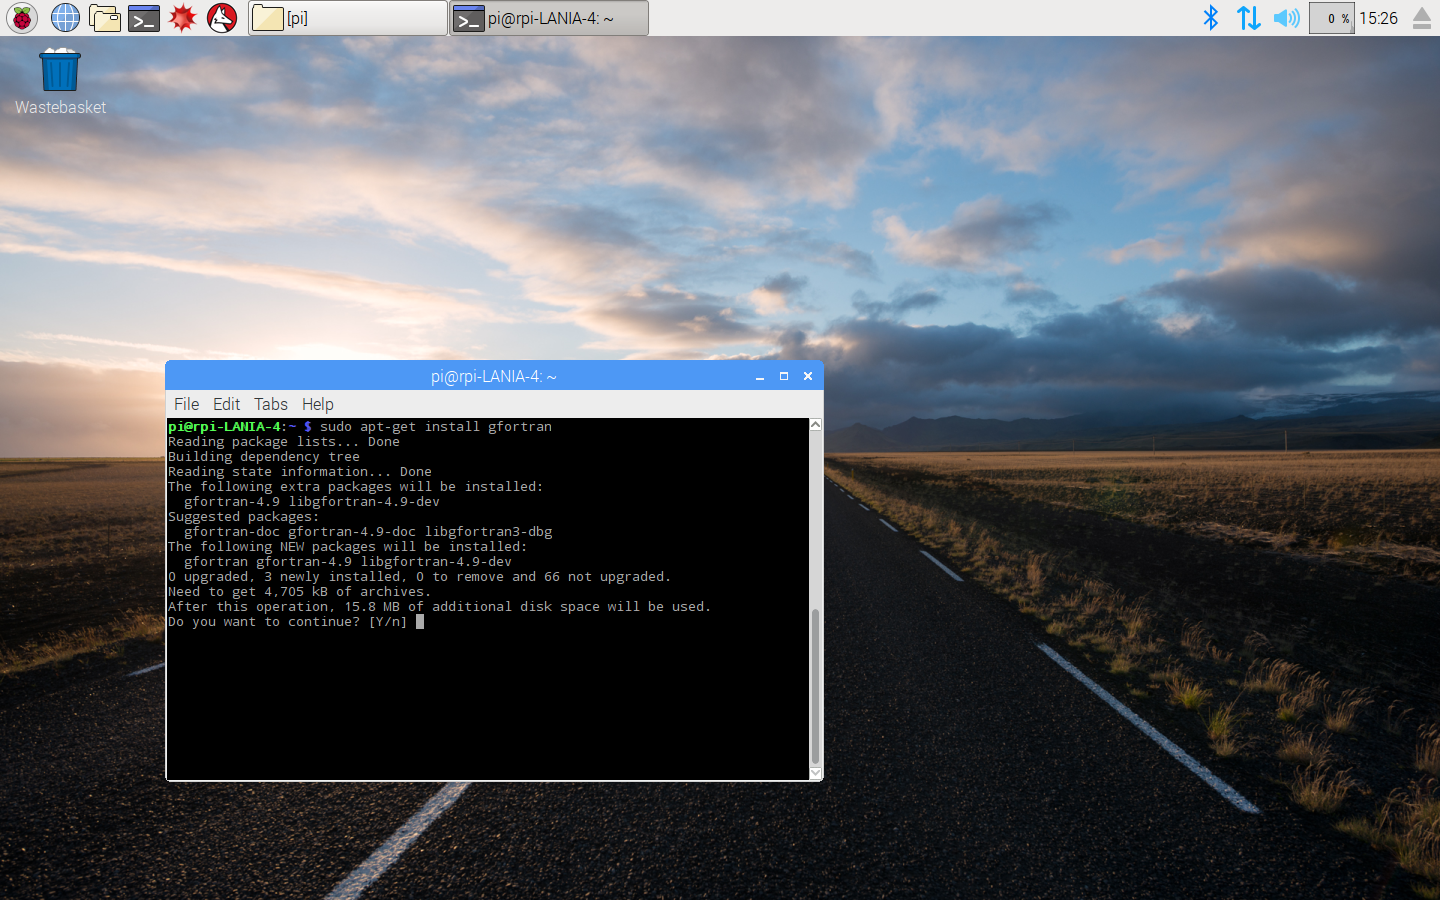 [pi]
pi@rpi-LANIA-4: ~
0 %
15:26
Wastebasket
pi@rpi-LANIA-4: ~
File Edit Tabs Help
pi@rpi-LANIA-4:~ $ sudo apt-get install gfortran
Reading package lists... Done
Building dependency tree
Reading state information... Done
The following extra packages will be installed:
  gfortran-4.9 libgfortran-4.9-dev
Suggested packages:
  gfortran-doc gfortran-4.9-doc libgfortran3-dbg
The following NEW packages will be installed:
  gfortran gfortran-4.9 libgfortran-4.9-dev
0 upgraded, 3 newly installed, 0 to remove and 66 not upgraded.
Need to get 4,705 kB of archives.
After this operation, 15.8 MB of additional disk space will be used.
Do you want to continue? [Y/n]